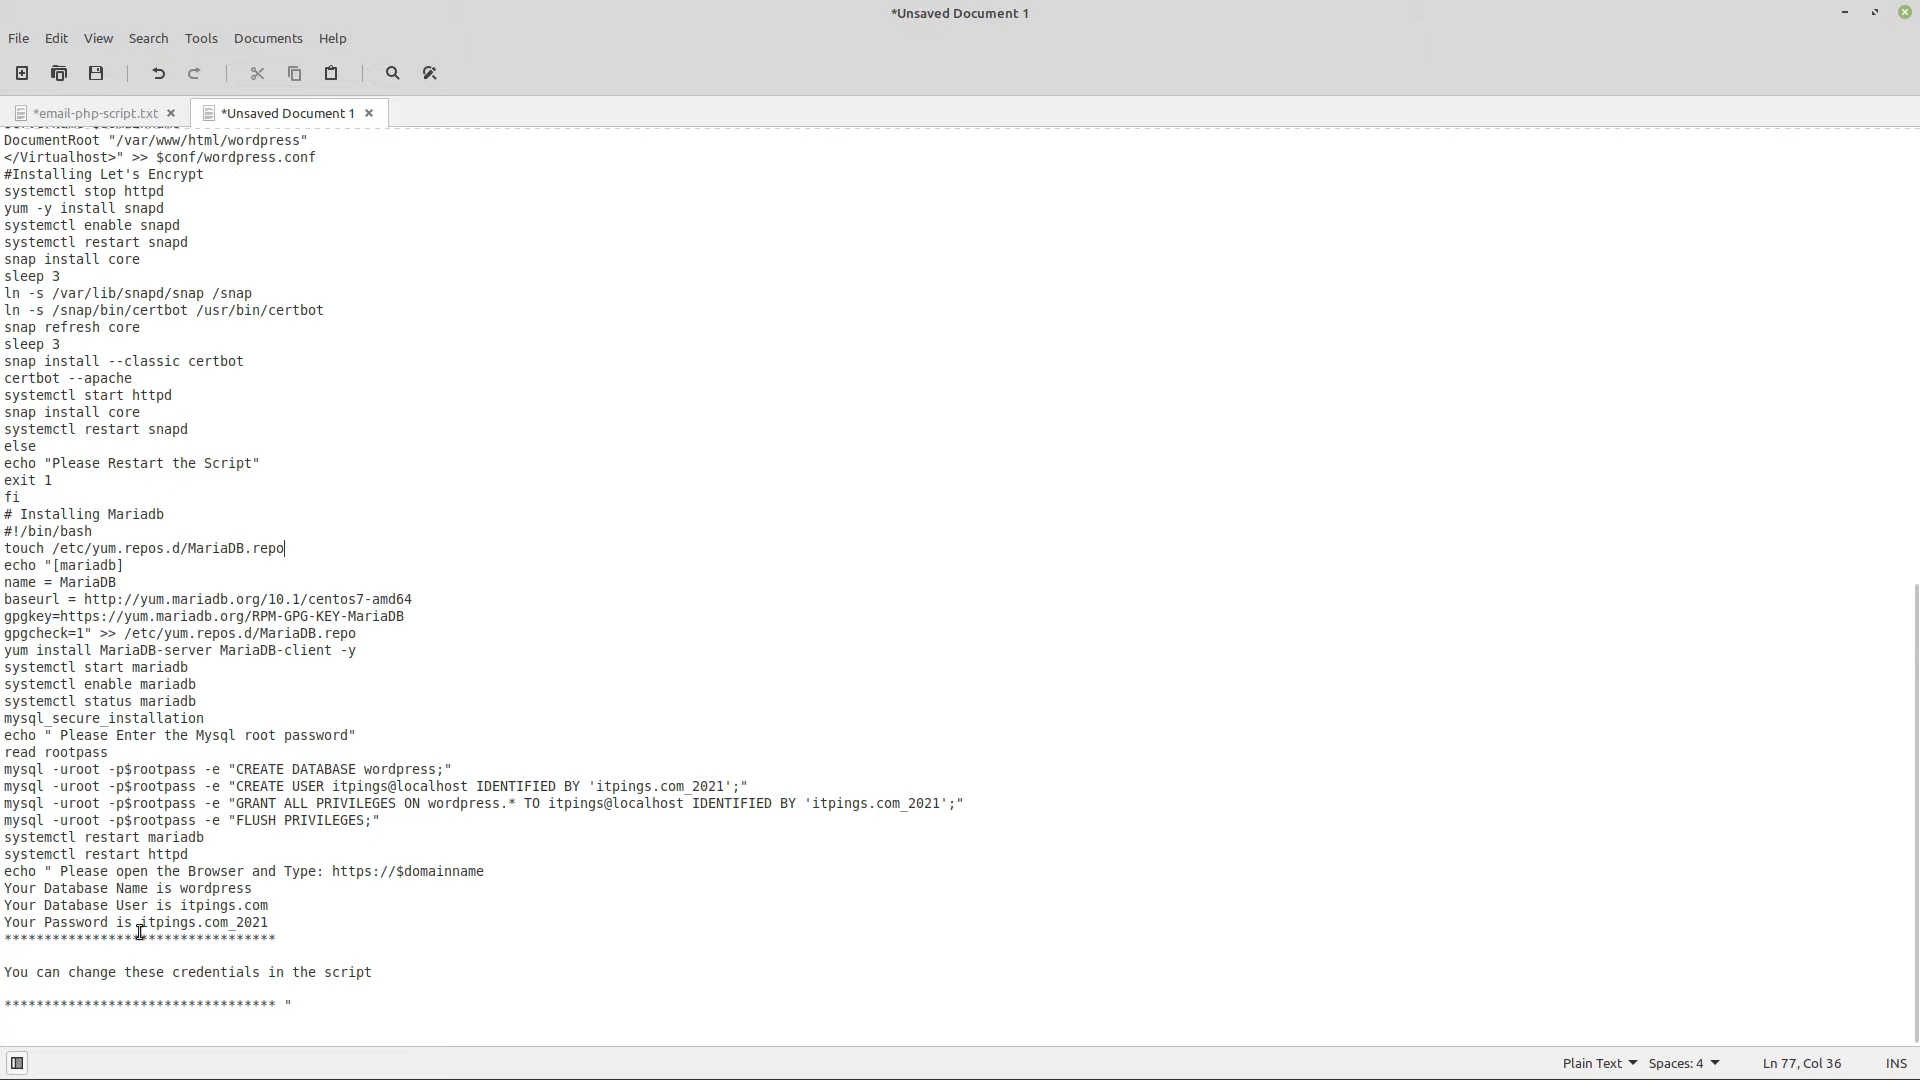 *Unsaved Document 1
File Edit View Search Tools Documents Help
*email-php-script.txt *Unsaved Document 1
DocumentRoot "/var/www/html/wordpress"
</Virtualhost>" >> $conf/wordpress.conf
#Installing Let's Encrypt
systemctl stop httpd
yum -y install snapd
systemctl enable snapd
systemctl restart snapd
snap install core
sleep 3
ln -s /var/lib/snapd/snap /snap
ln -s /snap/bin/certbot /usr/bin/certbot
snap refresh core
sleep 3
snap install --classic certbot
certbot --apache
systemctl start httpd
snap install core
systemctl restart snapd
else
echo "Please Restart the Script"
exit 1
fi
# Installing Mariadb
#!/bin/bash
touch /etc/yum.repos.d/MariaDB.repo
echo "[mariadb]
name = MariaDB
baseurl = http://yum.mariadb.org/10.1/centos7-amd64
gpgkey=https://yum.mariadb.org/RPM-GPG-KEY-MariaDB
gpgcheck=1" >> /etc/yum.repos.d/MariaDB.repo
yum install MariaDB-server MariaDB-client -y
systemctl start mariadb
systemctl enable mariadb
systemctl status mariadb
mysql_secure_installation
echo " Please Enter the Mysql root password"
read rootpass
mysql -uroot -p$rootpass -e "CREATE DATABASE wordpress;"
mysql -uroot -p$rootpass -e "CREATE USER itpings@localhost IDENTIFIED BY 'itpings.com_2021';"
mysql -uroot -p$rootpass -e "GRANT ALL PRIVILEGES ON wordpress.* TO itpings@localhost IDENTIFIED BY 'itpings.com_2021';"
mysql -uroot -p$rootpass -e "FLUSH PRIVILEGES;"
systemctl restart mariadb
systemctl restart httpd
echo " Please open the Browser and Type: https://$domainname
Your Database Name is wordpress
Your Database User is itpings.com
Your Password is itpings.com_2021
**********************************
You can change these credentials in the script
********************************** "
Plain Text Spaces: 4 Ln 77, Col 36 INS